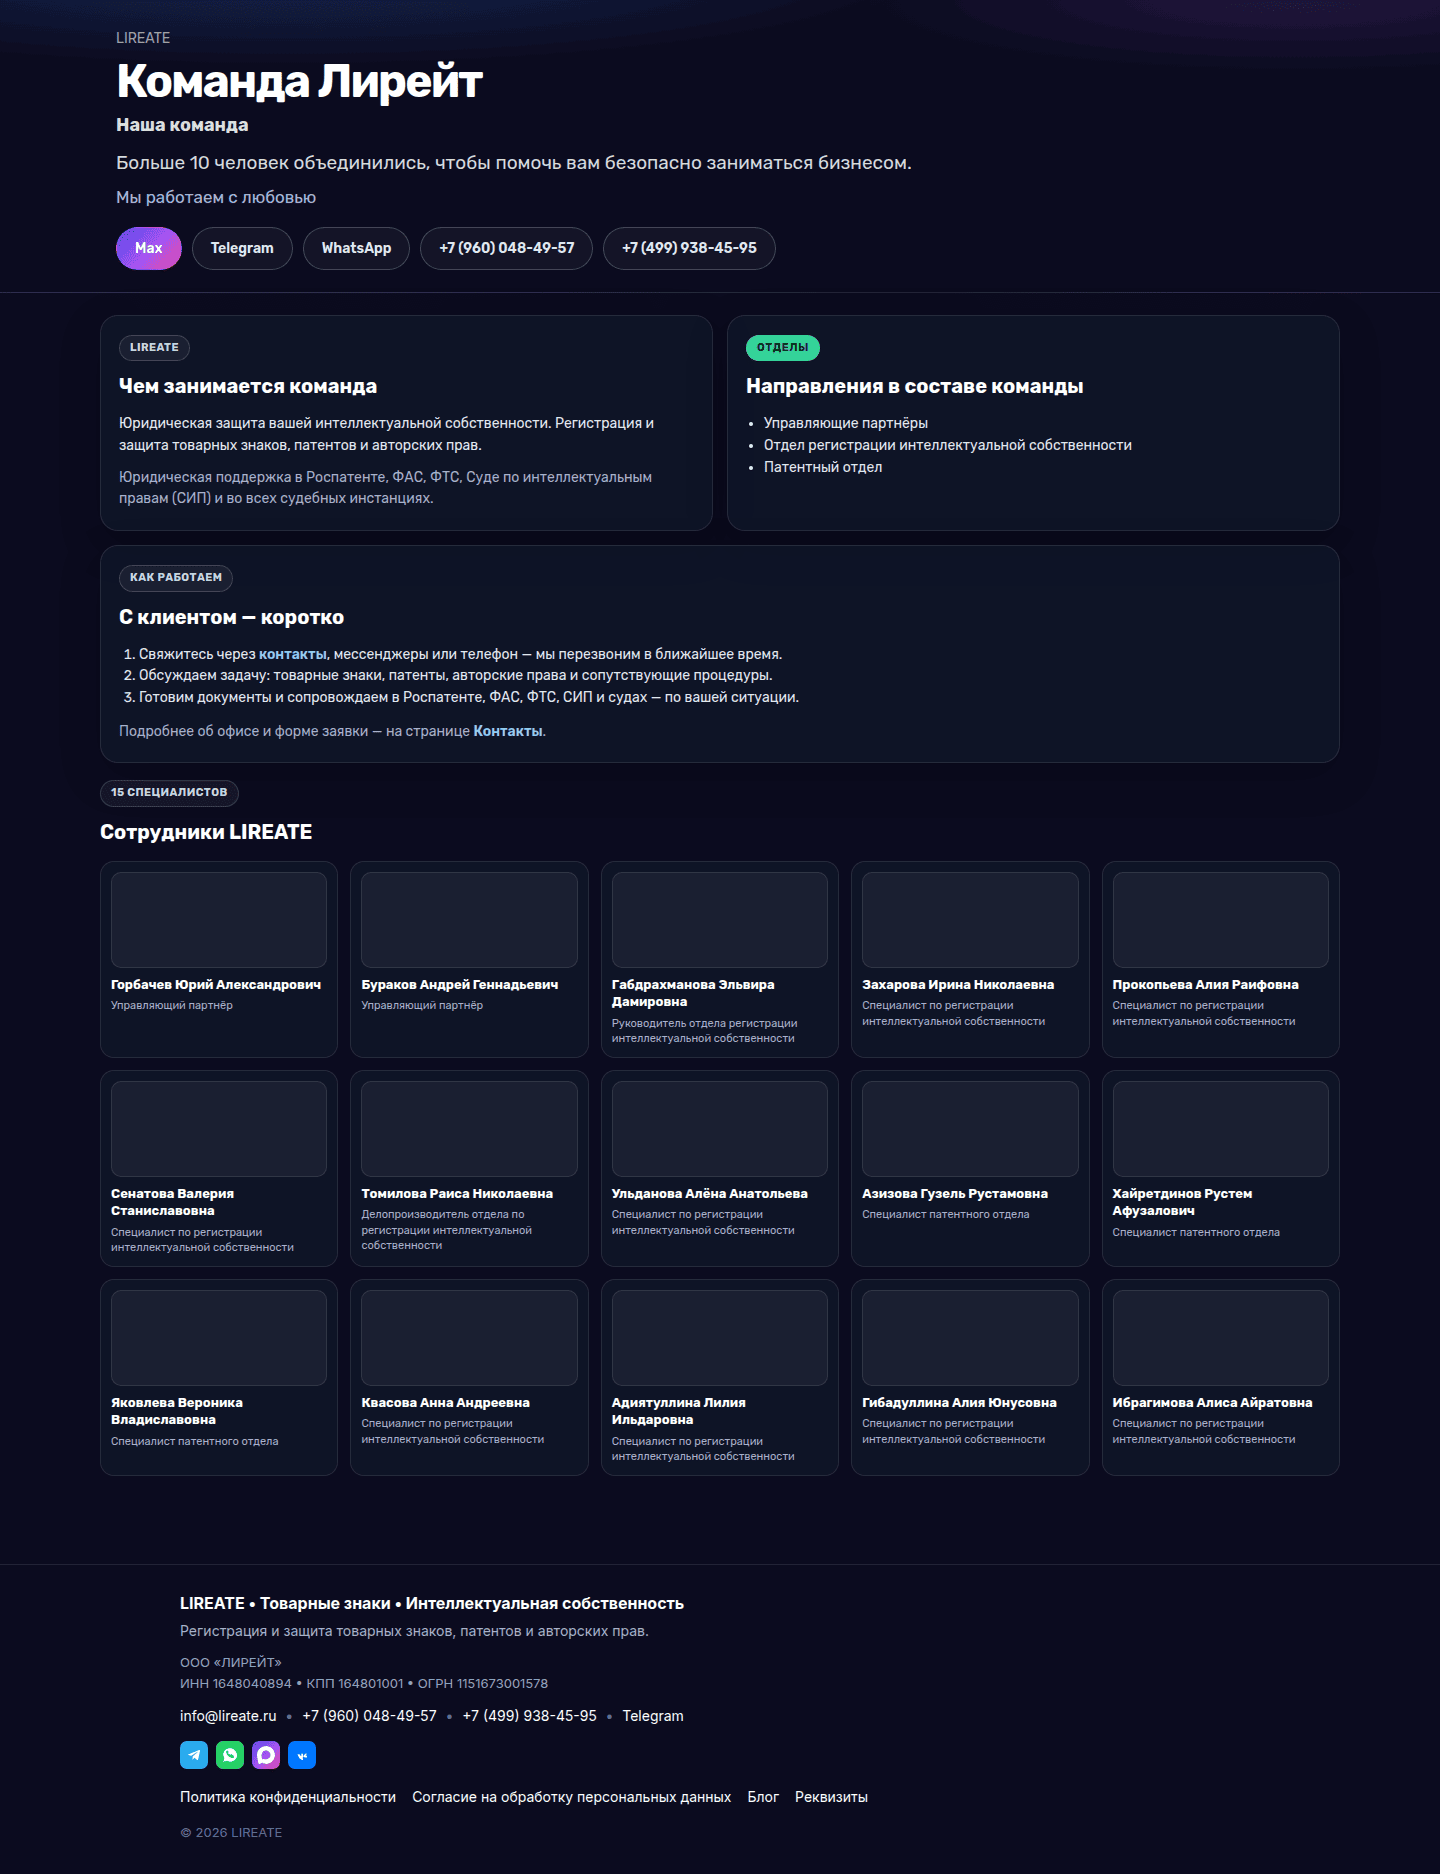 LIREATE
Команда Лирейт
Наша команда
Больше 10 человек объединились, чтобы помочь вам безопасно заниматься бизнесом.
Мы работаем с любовью
Max
Telegram
WhatsApp
+7 (960) 048-49-57
+7 (499) 938-45-95
LIREATE
Чем занимается команда
Юридическая защита вашей интеллектуальной собственности. Регистрация и
защита товарных знаков, патентов и авторских прав.
Юридическая поддержка в Роспатенте, ФАС, ФТС, Суде по интеллектуальным
правам (СИП) и во всех судебных инстанциях.
ОТДЕЛЫ
Направления в составе команды
• Управляющие партнёры
• Отдел регистрации интеллектуальной собственности
• Патентный отдел
КАК РАБОТАЕМ
С клиентом — коротко
1. Свяжитесь через контакты, мессенджеры или телефон — мы перезвоним в ближайшее время.
2. Обсуждаем задачу: товарные знаки, патенты, авторские права и сопутствующие процедуры.
3. Готовим документы и сопровождаем в Роспатенте, ФАС, ФТС, СИП и судах — по вашей ситуации.
Подробнее об офисе и форме заявки — на странице Контакты.
15 СПЕЦИАЛИСТОВ
Сотрудники LIREATE
Горбачев Юрий Александрович
Управляющий партнёр
Бураков Андрей Геннадьевич
Управляющий партнёр
Габдрахманова Эльвира
Дамировна
Руководитель отдела регистрации
интеллектуальной собственности
Захарова Ирина Николаевна
Специалист по регистрации
интеллектуальной собственности
Прокопьева Алия Раифовна
Специалист по регистрации
интеллектуальной собственности
Сенатова Валерия
Станиславовна
Специалист по регистрации
интеллектуальной собственности
Томилова Раиса Николаевна
Делопроизводитель отдела по
регистрации интеллектуальной
собственности
Ульданова Алёна Анатольева
Специалист по регистрации
интеллектуальной собственности
Азизова Гузель Рустамовна
Специалист патентного отдела
Хайретдинов Рустем
Афузалович
Специалист патентного отдела
Яковлева Вероника
Владиславовна
Специалист патентного отдела
Квасова Анна Андреевна
Специалист по регистрации
интеллектуальной собственности
Адиятуллина Лилия
Ильдаровна
Специалист по регистрации
интеллектуальной собственности
Гибадуллина Алия Юнусовна
Специалист по регистрации
интеллектуальной собственности
Ибрагимова Алиса Айратовна
Специалист по регистрации
интеллектуальной собственности
LIREATE • Товарные знаки • Интеллектуальная собственность
Регистрация и защита товарных знаков, патентов и авторских прав.
ООО «ЛИРЕЙТ»
ИНН 1648040894 • КПП 164801001 • ОГРН 1151673001578
info@lireate.ru • +7 (960) 048-49-57 • +7 (499) 938-45-95 • Telegram
Политика конфиденциальности Согласие на обработку персональных данных Блог Реквизиты
© 2026 LIREATE